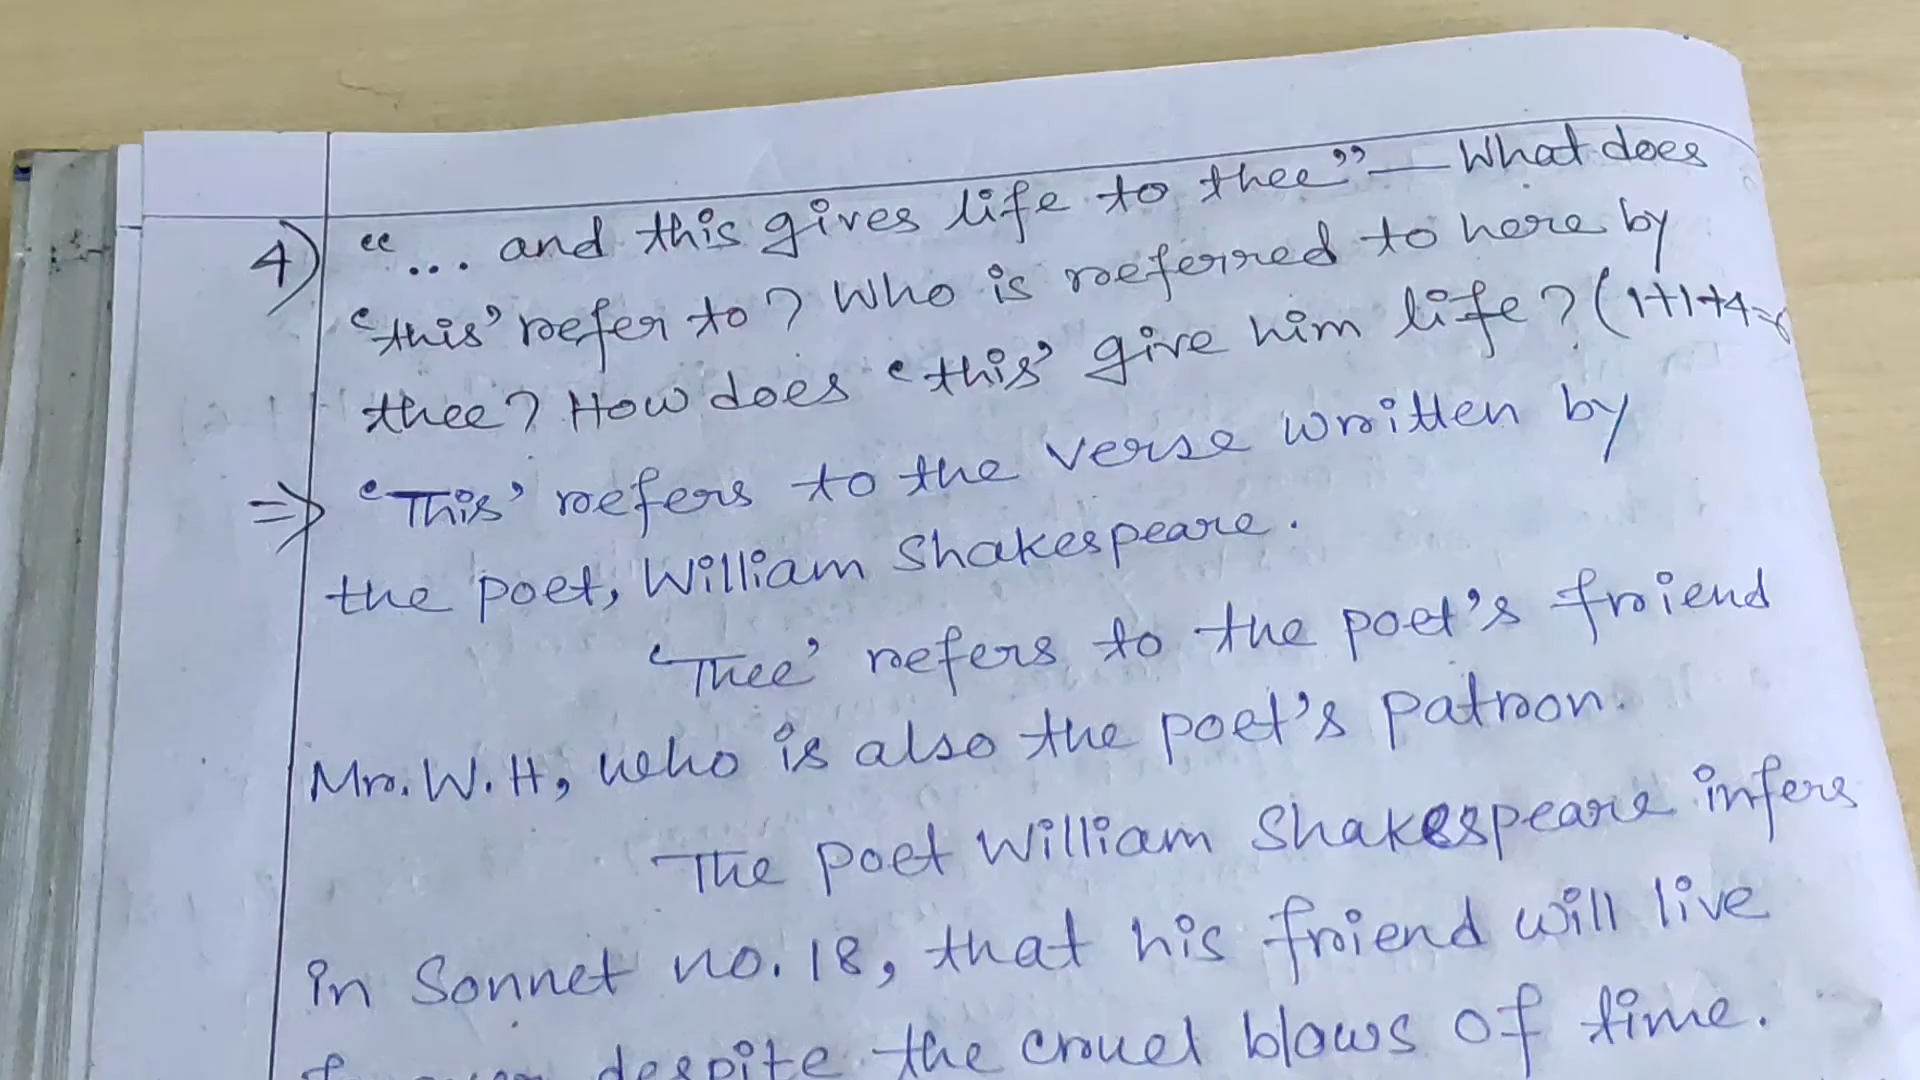 4) "... and this gives life to thee" — What does
'this' refer to? Who is referred to here by
thee? How does 'this' give him life? (1+1+4=6
⇒ 'This' refers to the verse written by
the poet, William Shakespeare.
'Thee' refers to the poet's friend
Mr. W. H, who is also the poet's patron.
The poet William Shakespeare infers
in Sonnet no. 18, that his friend will live
despite the cruel blows of time.